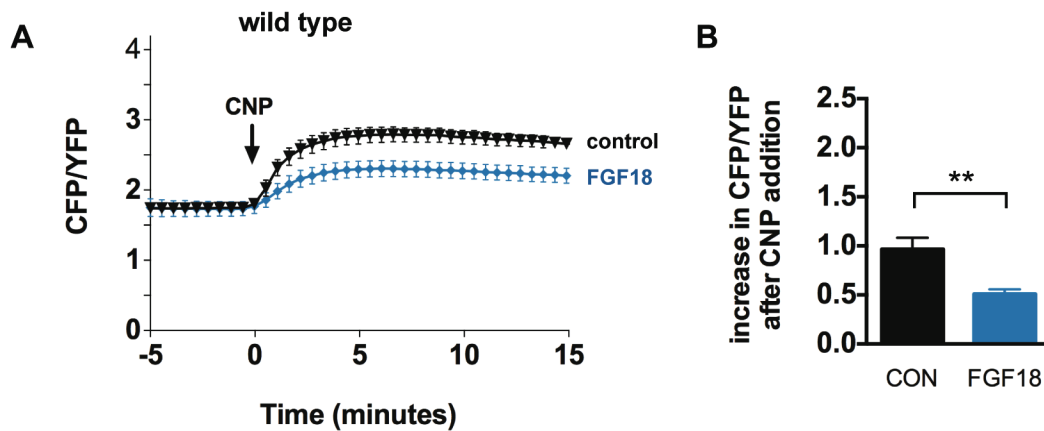 A
wild type
CFP/YFP
4
3
2
1
0
CNP
control
FGF18
-5
0
5
10
15
Time (minutes)
B
increase in CFP/YFP
after CNP addition
2.5
2.0
1.5
1.0
0.5
0.0
**
CON
FGF18